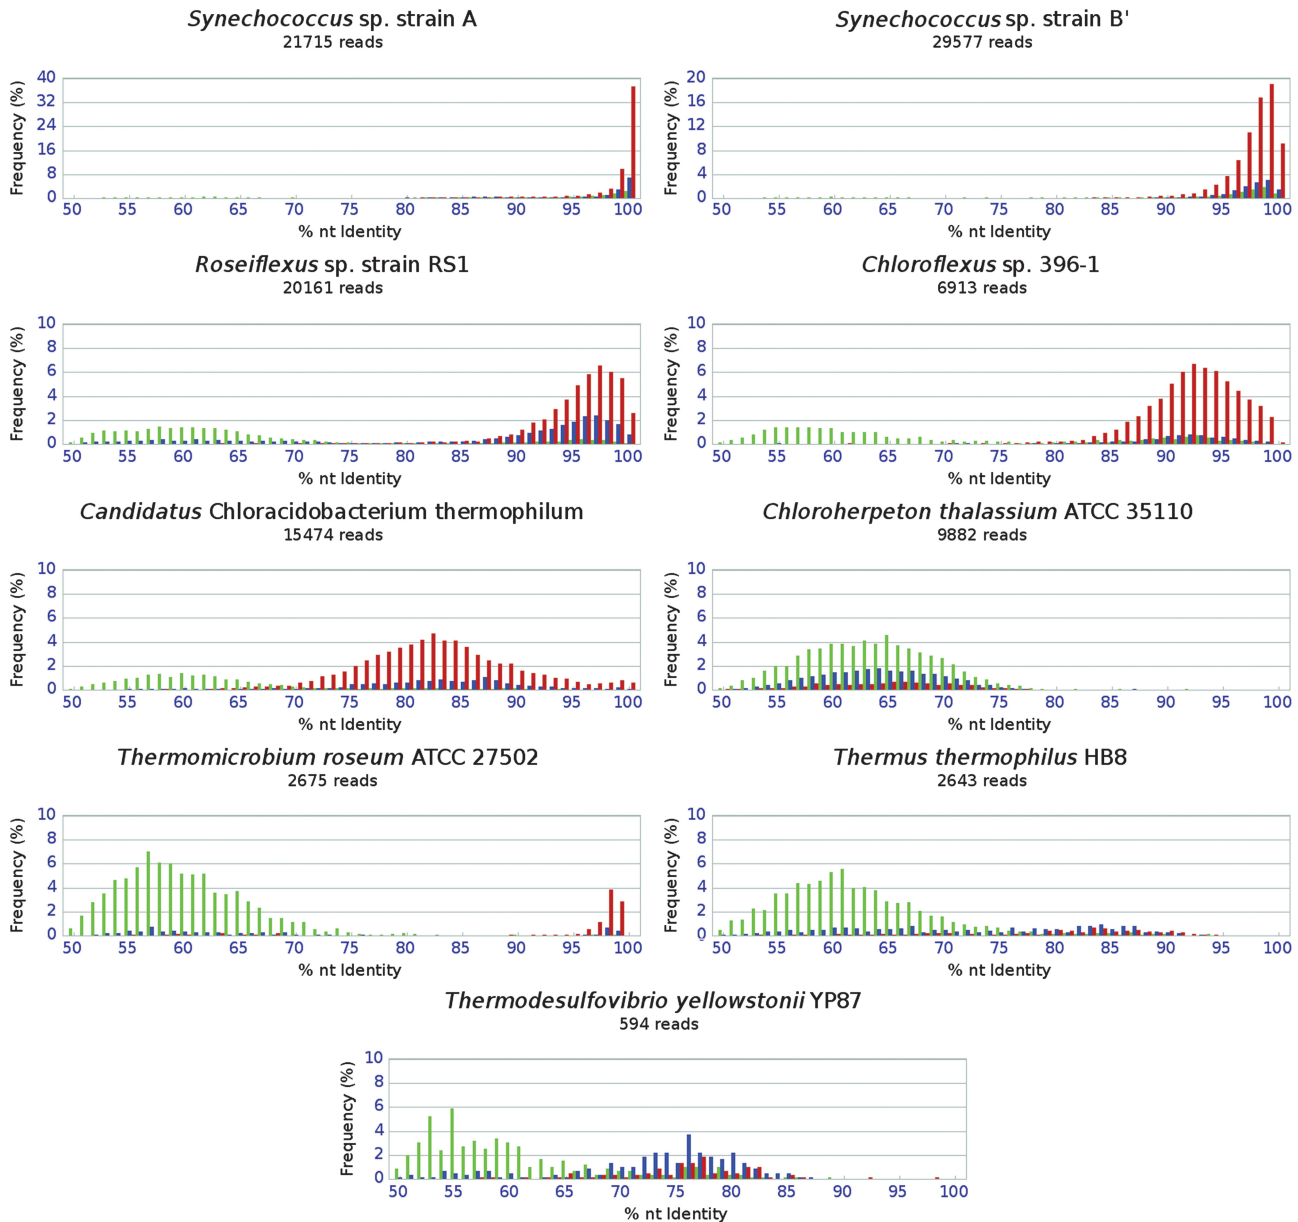 Synechococcus sp. strain A
21715 reads
Frequency (%)
40
32
24
16
8
0
50 55 60 65 70 75 80 85 90 95 100
% nt Identity
Synechococcus sp. strain B'
29577 reads
Frequency (%)
20
16
12
8
4
0
50 55 60 65 70 75 80 85 90 95 100
% nt Identity
Roseiflexus sp. strain RS1
20161 reads
Frequency (%)
10
8
6
4
2
0
50 55 60 65 70 75 80 85 90 95 100
% nt Identity
Chloroflexus sp. 396-1
6913 reads
Frequency (%)
10
8
6
4
2
0
50 55 60 65 70 75 80 85 90 95 100
% nt Identity
Candidatus Chloracidobacterium thermophilum
15474 reads
Frequency (%)
10
8
6
4
2
0
50 55 60 65 70 75 80 85 90 95 100
% nt Identity
Chloroherpeton thalassium ATCC 35110
9882 reads
Frequency (%)
10
8
6
4
2
0
50 55 60 65 70 75 80 85 90 95 100
% nt Identity
Thermomicrobium roseum ATCC 27502
2675 reads
Frequency (%)
10
8
6
4
2
0
50 55 60 65 70 75 80 85 90 95 100
% nt Identity
Thermus thermophilus HB8
2643 reads
Frequency (%)
10
8
6
4
2
0
50 55 60 65 70 75 80 85 90 95 100
% nt Identity
Thermodesulfovibrio yellowstonii YP87
594 reads
Frequency (%)
10
8
6
4
2
0
50 55 60 65 70 75 80 85 90 95 100
% nt Identity